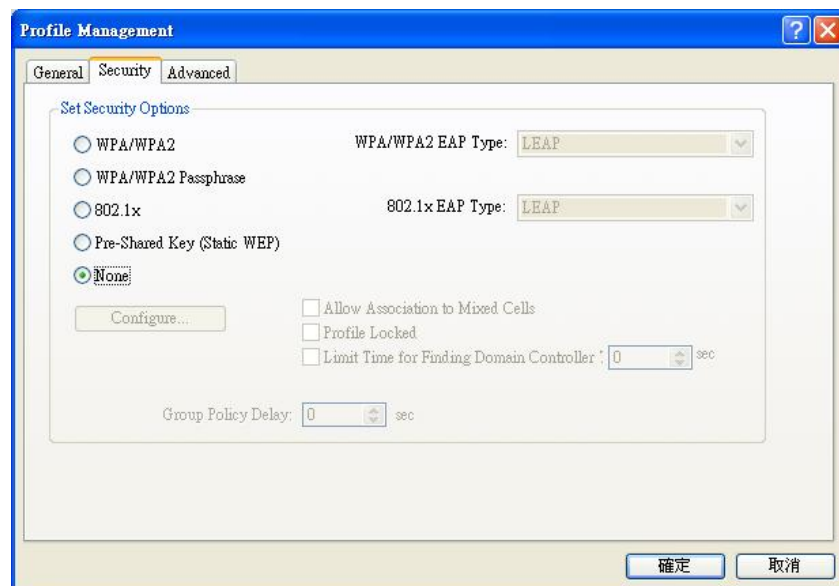 Profile Management
General Security Advanced
Set Security Options
WPA/WPA2 WPA/WPA2 EAP Type: LEAP
WPA/WPA2 Passphrase
802.1x 802.1x EAP Type: LEAP
Pre-Shared Key (Static WEP)
None
Configure... Allow Association to Mixed Cells
Profile Locked
Limit Time for Finding Domain Controller 0 sec
Group Policy Delay: 0 sec
確定 取消